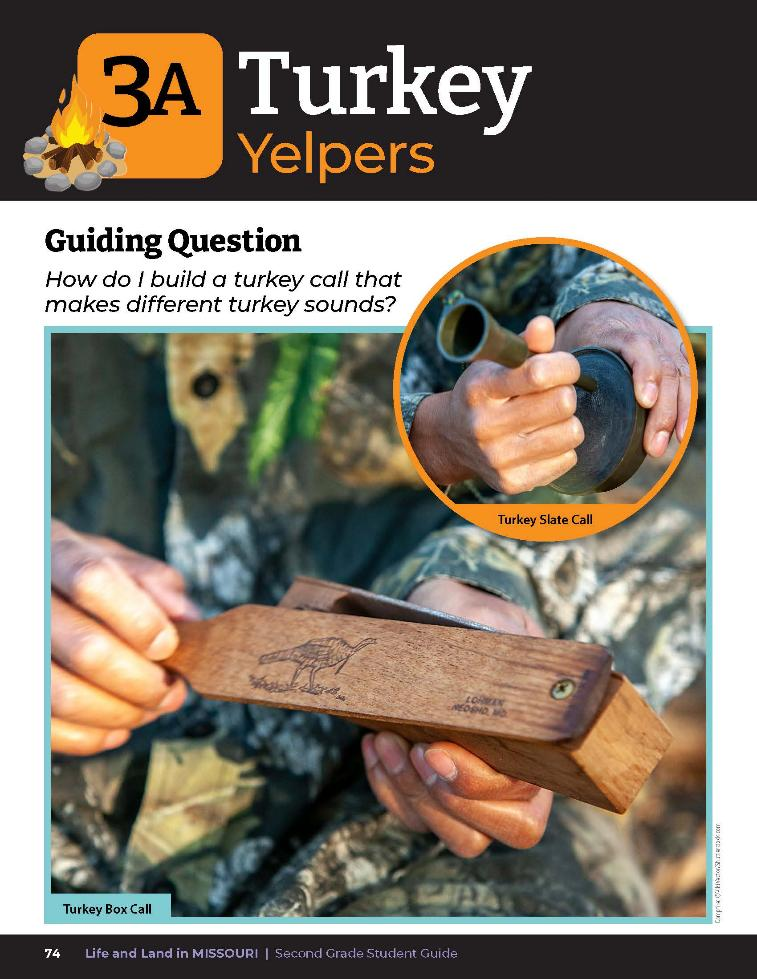 3A
Turkey
Yelpers
Guiding Question
How do I build a turkey call that
makes different turkey sounds?
Turkey Slate Call
LOHMAN
NEOSHO, MO.
Turkey Box Call
74 Life and Land in MISSOURI | Second Grade Student Guide